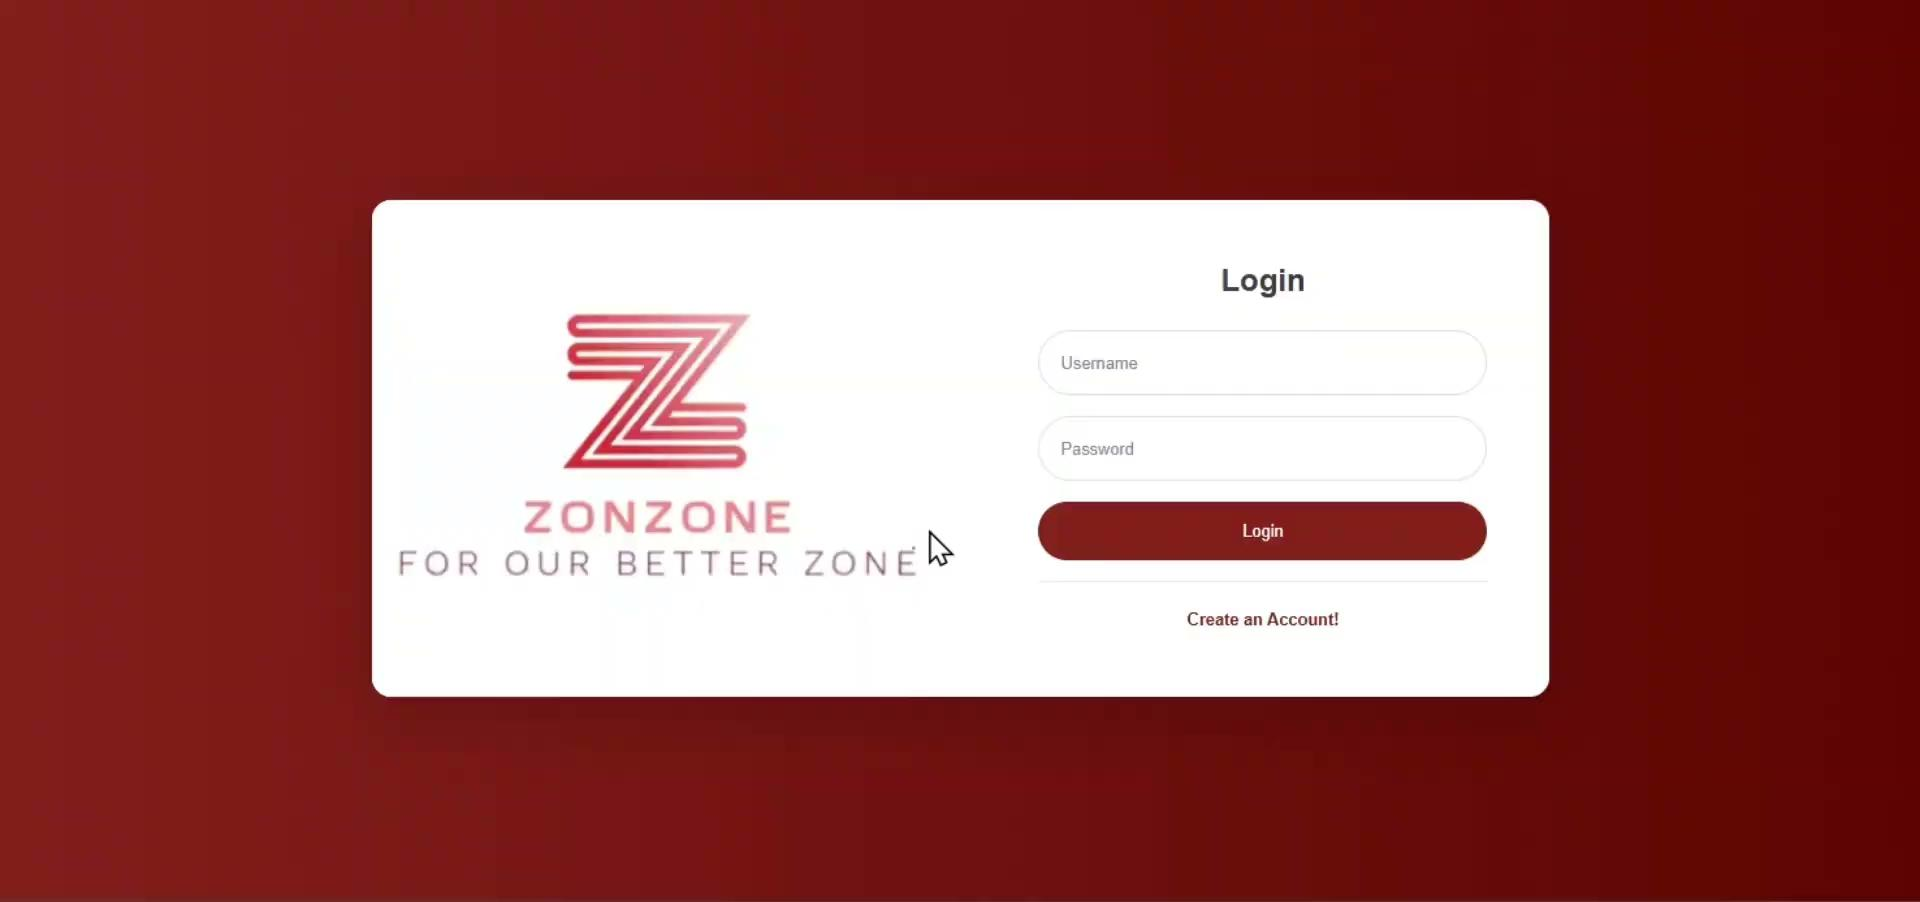 ZONZONE
FOR OUR BETTER ZONE
Login
Username
Password
Login
Create an Account!